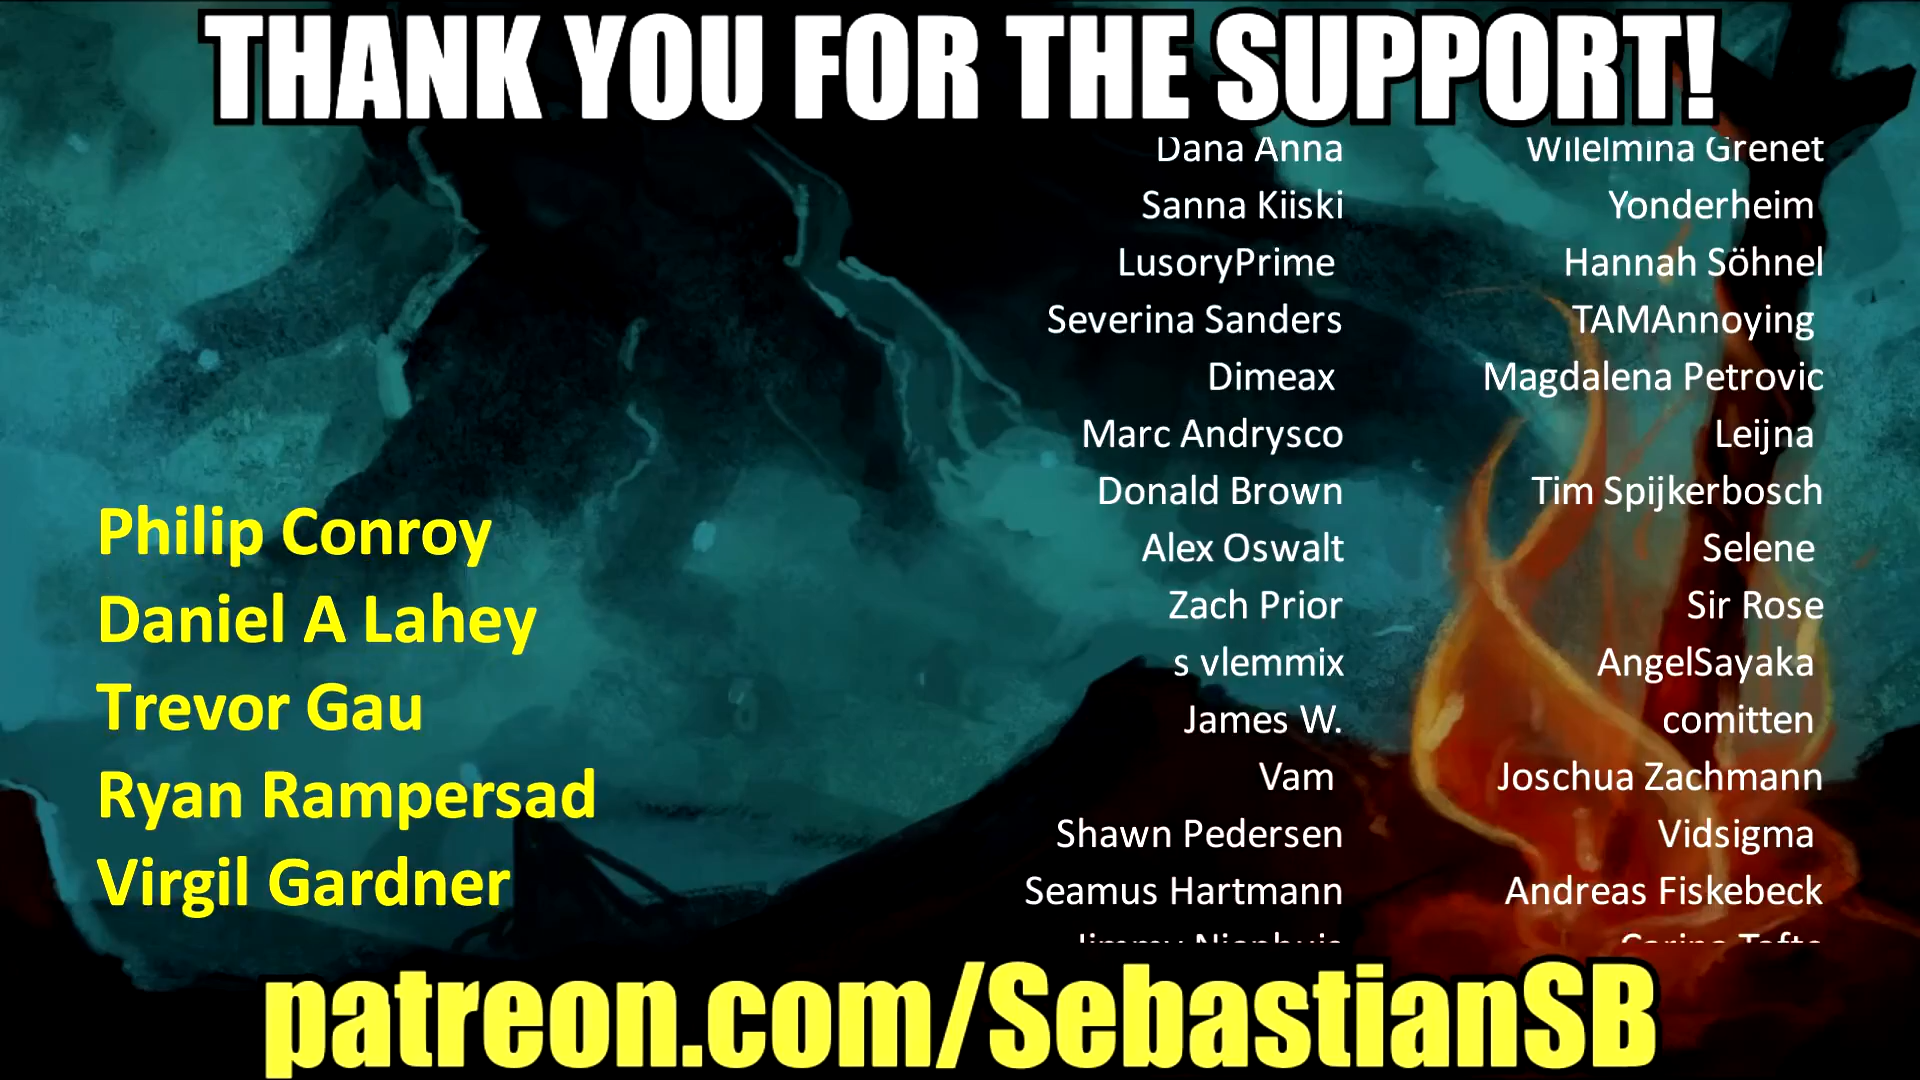 THANK YOU FOR THE SUPPORT!
Philip Conroy
Daniel A Lahey
Trevor Gau
Ryan Rampersad
Virgil Gardner
Dana Anna
Sanna Kiiski
LusoryPrime
Severina Sanders
Dimeax
Marc Andrysco
Donald Brown
Alex Oswalt
Zach Prior
s vlemmix
James W.
Vam
Shawn Pedersen
Seamus Hartmann
Wilelmina Grenet
Yonderheim
Hannah Söhnel
TAMAnnoying
Magdalena Petrovic
Leijna
Tim Spijkerbosch
Selene
Sir Rose
AngelSayaka
comitten
Joschua Zachmann
Vidsigma
Andreas Fiskebeck
patreon.com/SebastianSB